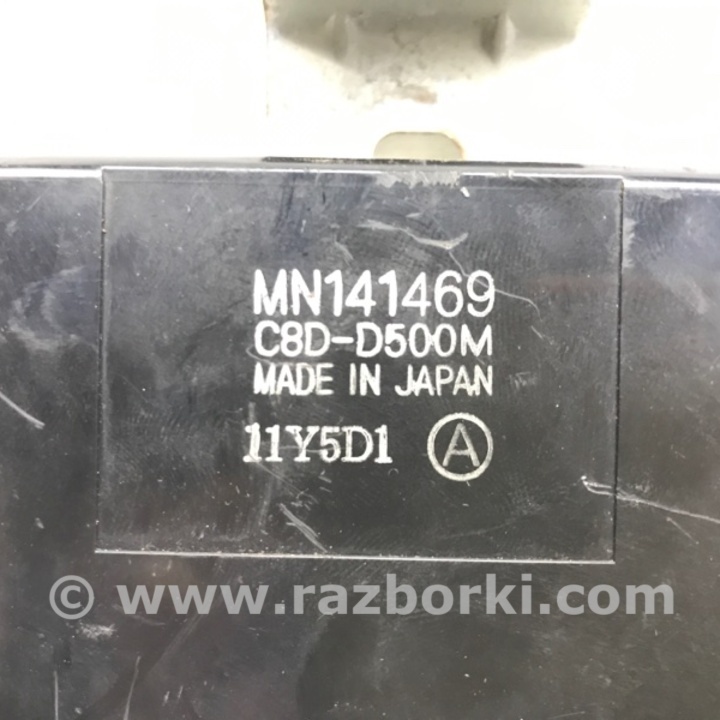 MN141469
C8D-D500M
MADE IN JAPAN
11Y5D1 Ⓐ
© www.razborki.com